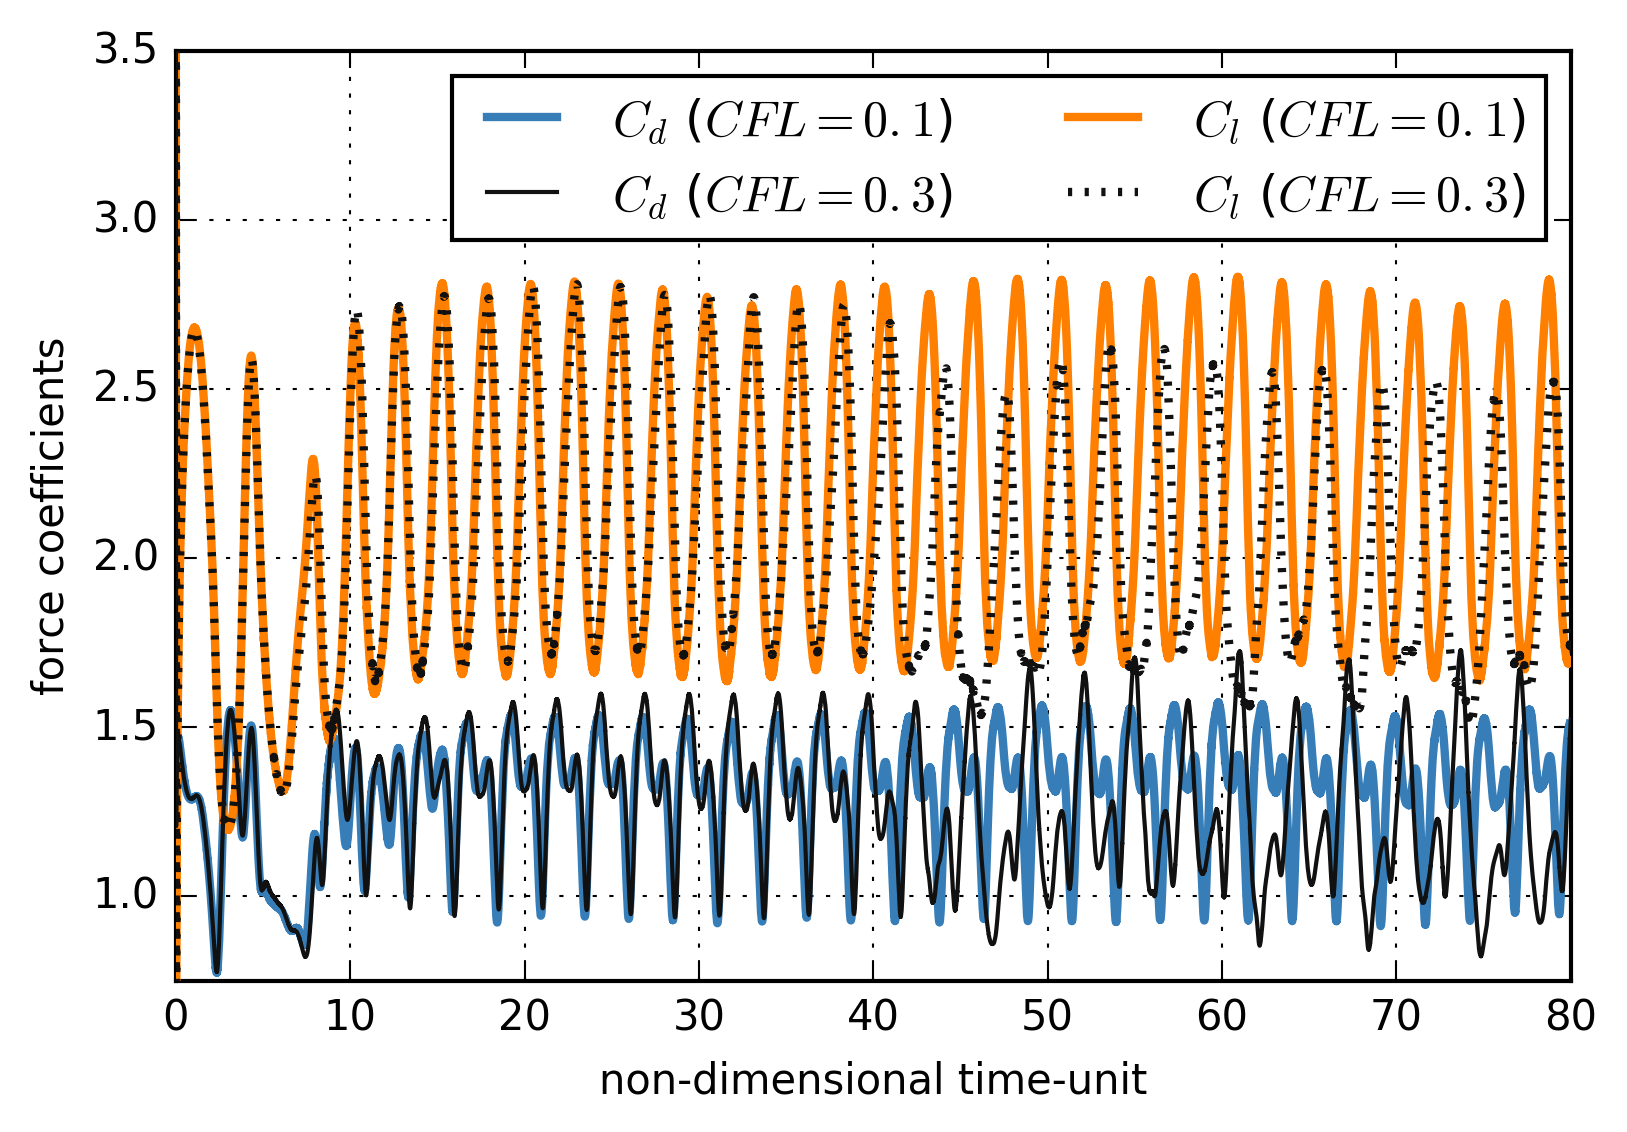 3.5
3.0
2.5
2.0
1.5
1.0
force coefficients
C_d (CFL=0.1)
C_l (CFL=0.1)
C_d (CFL=0.3)
C_l (CFL=0.3)
0 10 20 30 40 50 60 70 80
non-dimensional time-unit